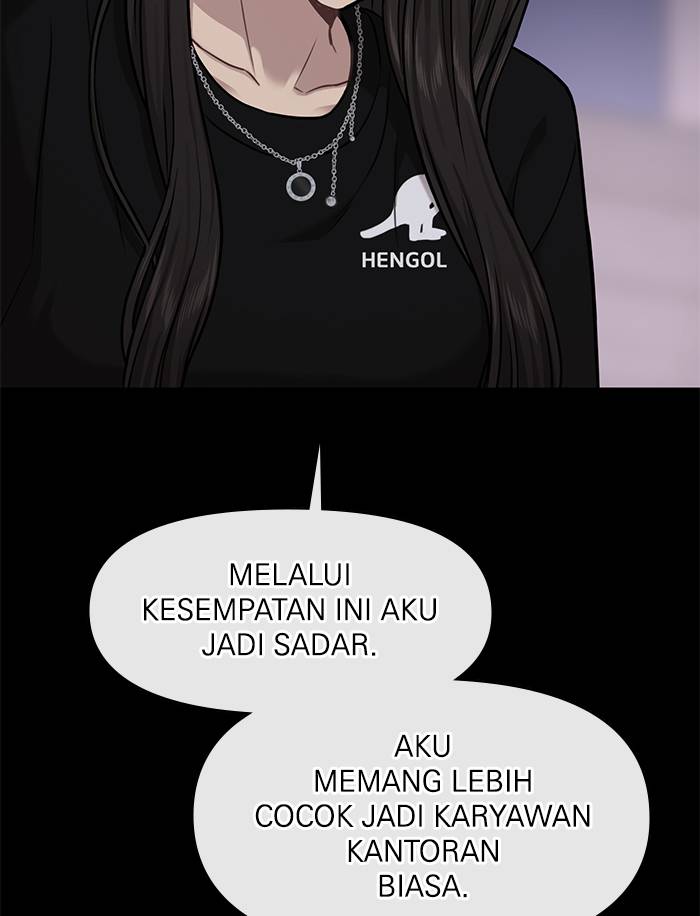 HENGOL
MELALUI
KESEMPATAN INI AKU
JADI SADAR.
AKU
MEMANG LEBIH
COCOK JADI KARYAWAN
KANTORAN
BIASA.